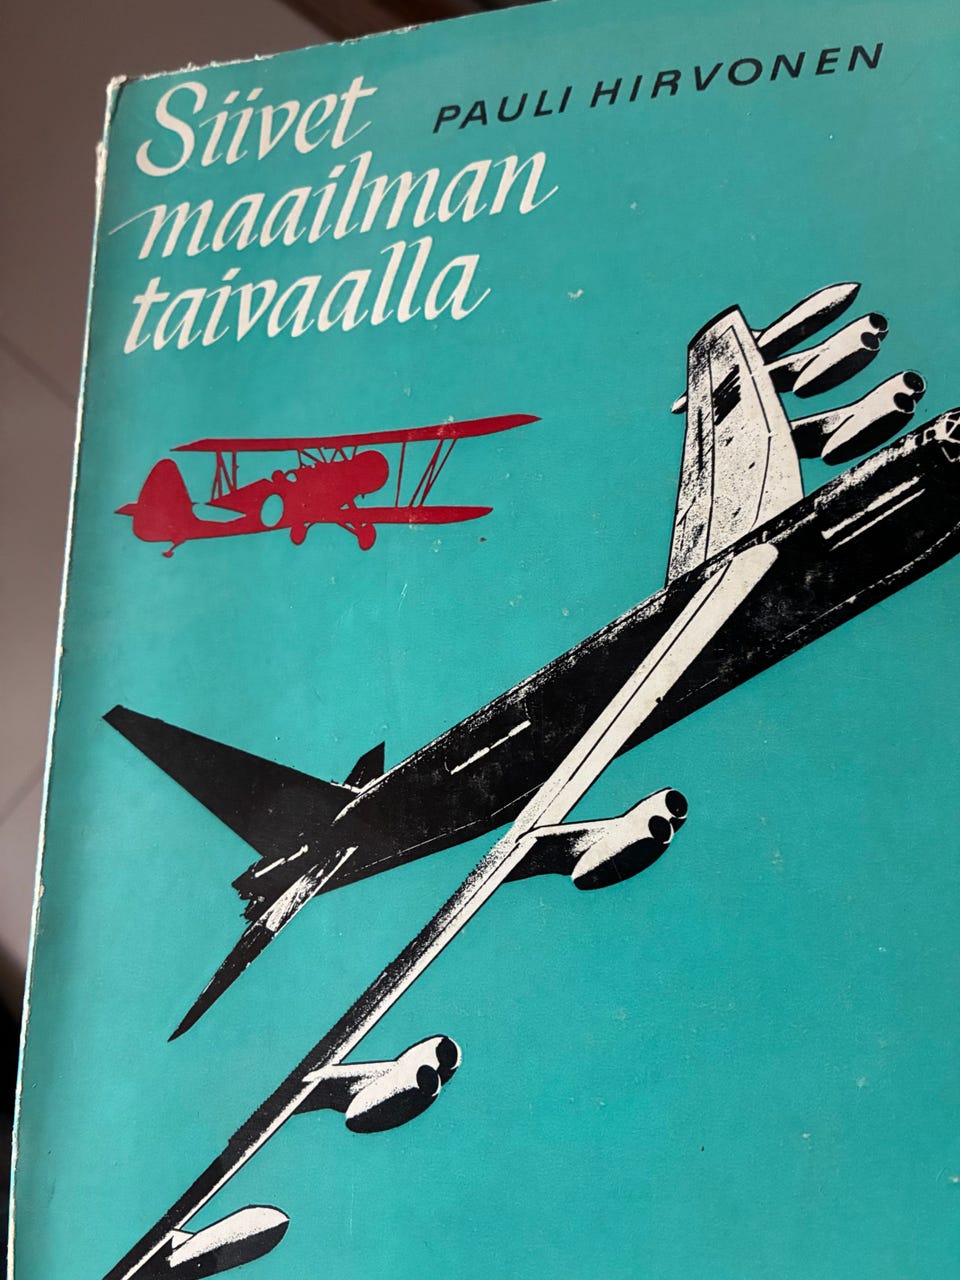 Siivet
maailman
taivaalla
PAULI HIRVONEN